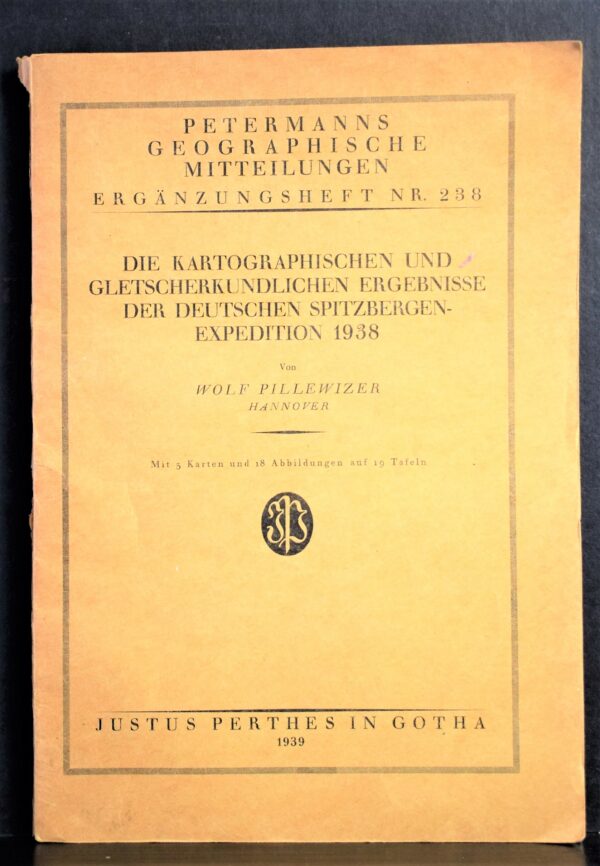 PETERMANNS
GEOGRAPHISCHE
MITTEILUNGEN
ERGÄNZUNGSHEFT NR. 238
DIE KARTOGRAPHISCHEN UND
GLETSCHERKUNDLICHEN ERGEBNISSE
DER DEUTSCHEN SPITZBERGEN-
EXPEDITION 1938
Von
WOLF PILLEWIZER
HANNOVER
Mit 5 Karten und 18 Abbildungen auf 19 Tafeln
JP
JUSTUS PERTHES IN GOTHA
1939